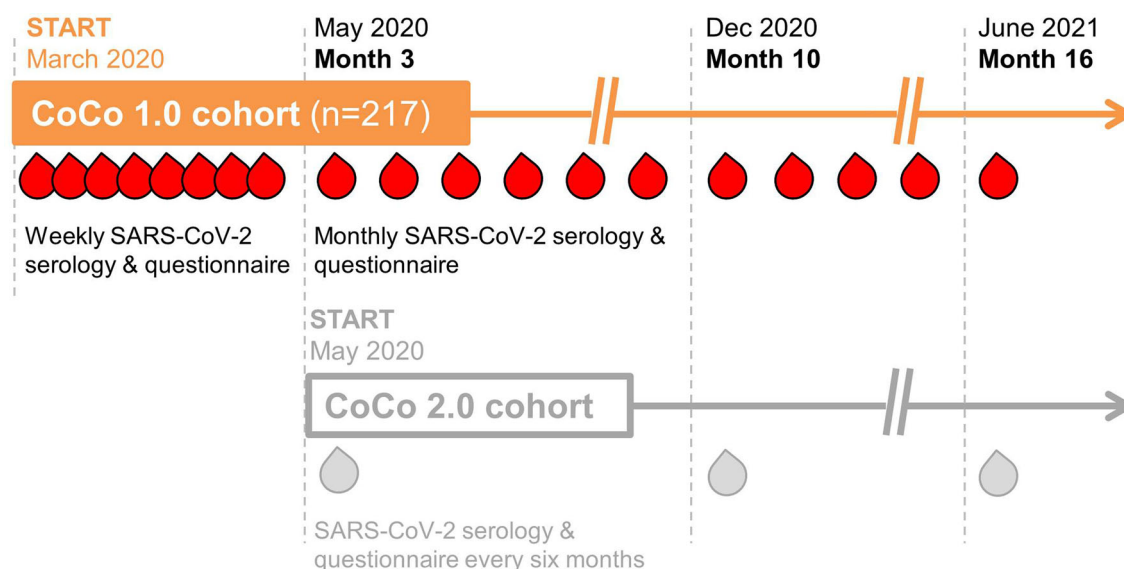 START
March 2020
May 2020
Month 3
Dec 2020
Month 10
June 2021
Month 16
CoCo 1.0 cohort (n=217)
Weekly SARS-CoV-2
serology & questionnaire
Monthly SARS-CoV-2 serology &
questionnaire
START
May 2020
CoCo 2.0 cohort
SARS-CoV-2 serology &
questionnaire every six months